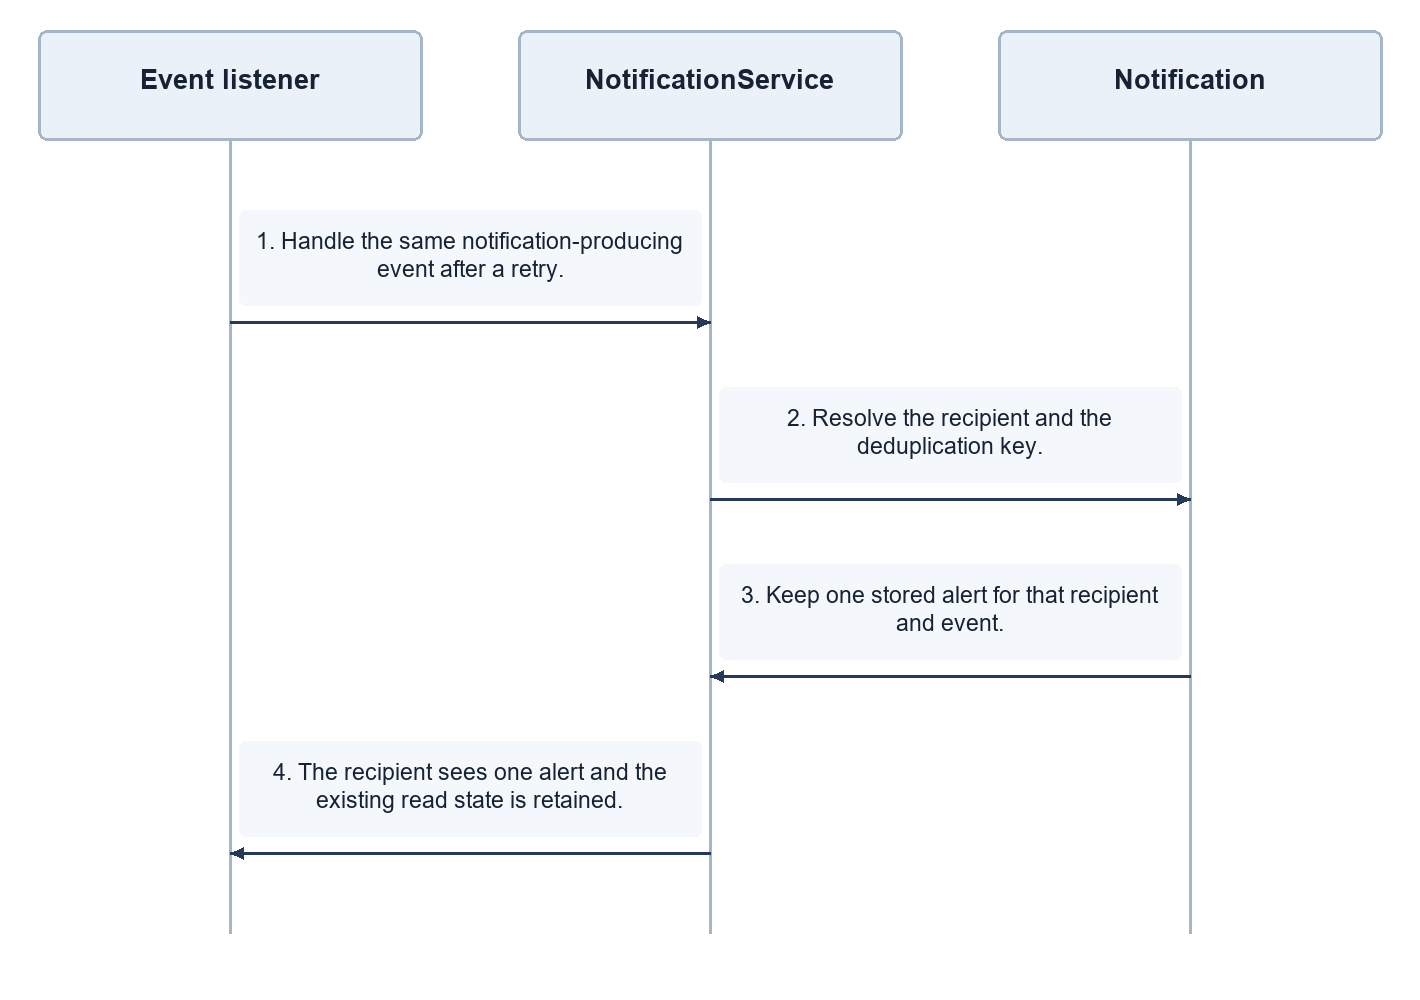 Event listener
NotificationService
Notification
1. Handle the same notification-producing
event after a retry.
2. Resolve the recipient and the
deduplication key.
3. Keep one stored alert for that recipient
and event.
4. The recipient sees one alert and the
existing read state is retained.